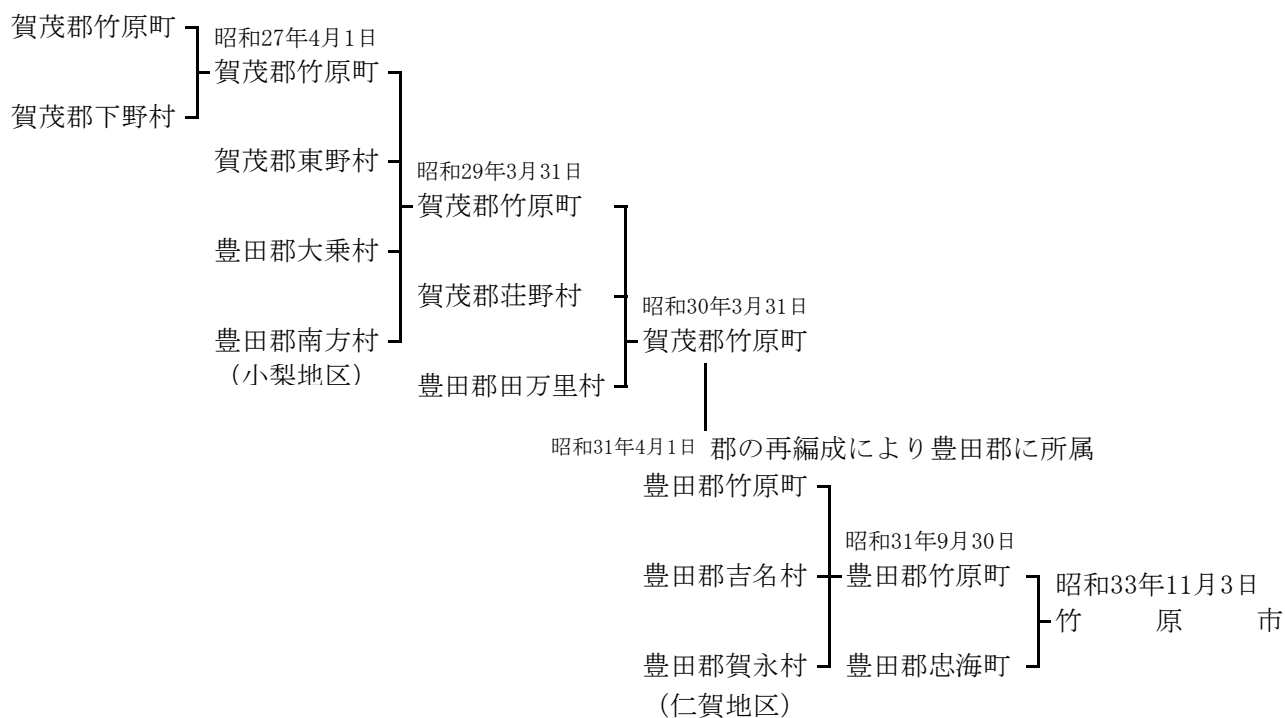 賀茂郡竹原町
昭和27年4月1日
賀茂郡竹原町
賀茂郡下野村
賀茂郡東野村
昭和29年3月31日
賀茂郡竹原町
豊田郡大乗村
賀茂郡荘野村
昭和30年3月31日
豊田郡南方村
賀茂郡竹原町
（小梨地区）
豊田郡田万里村
昭和31年4月1日 郡の再編成により豊田郡に所属
豊田郡竹原町
昭和31年9月30日
豊田郡吉名村
豊田郡竹原町
昭和33年11月3日
竹原市
豊田郡賀永村
豊田郡忠海町
（仁賀地区）